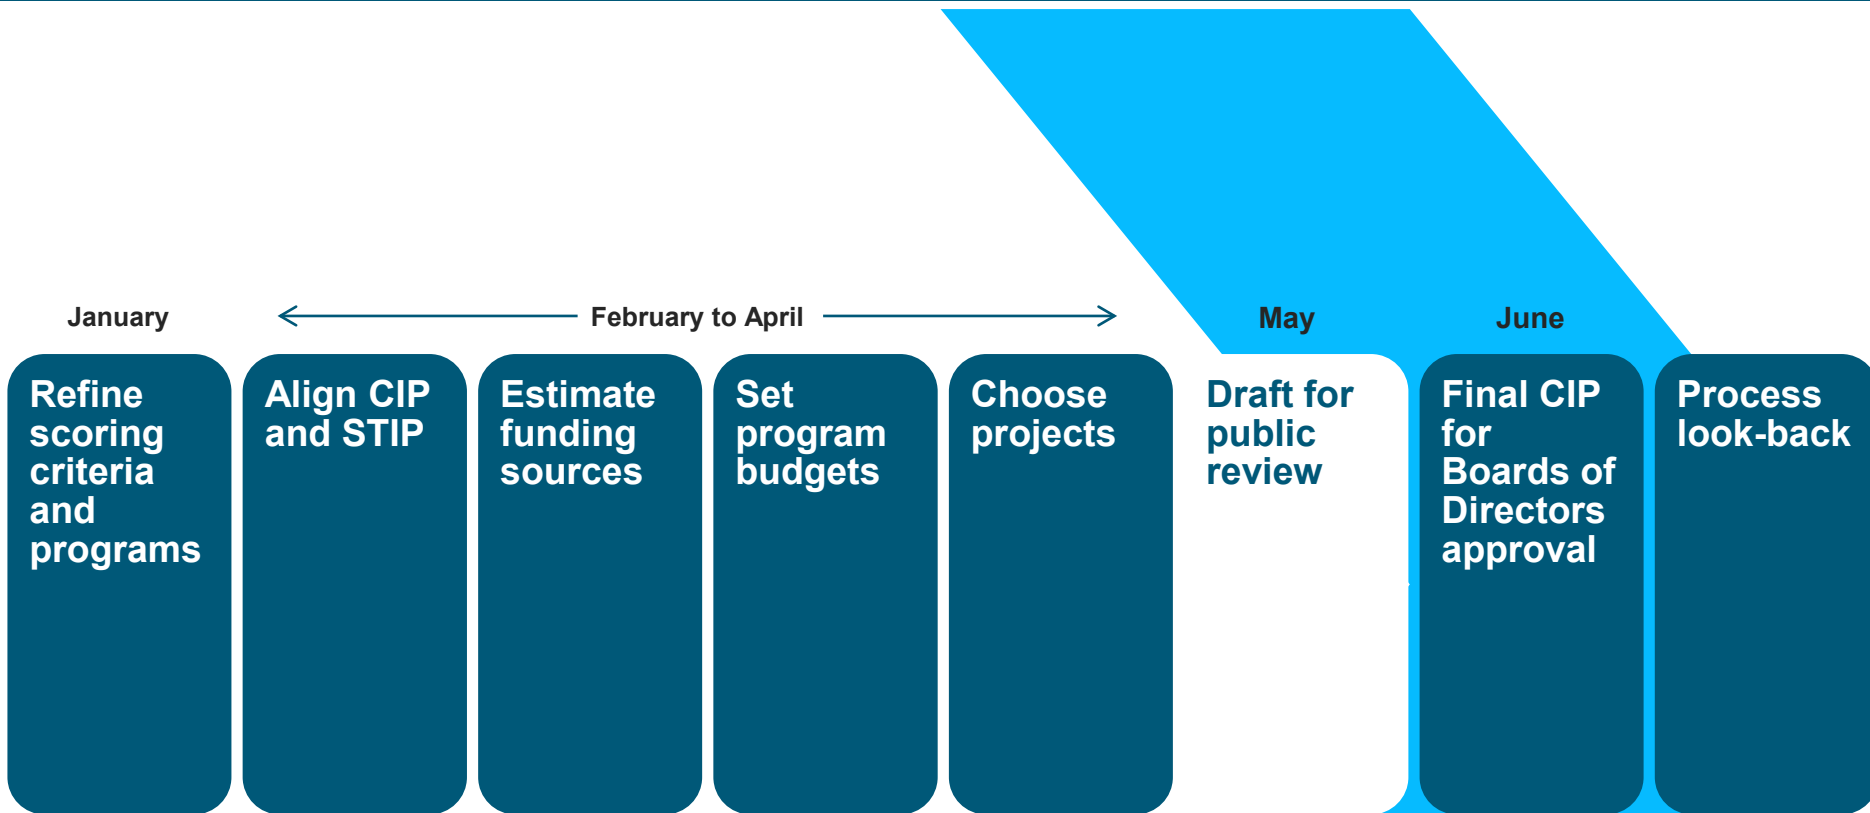 January
February to April
May
June
Refine
scoring
criteria
and
programs
Align CIP
and STIP
Estimate
funding
sources
Set
program
budgets
Choose
projects
Draft for
public
review
Final CIP
for
Boards of
Directors
approval
Process
look-back